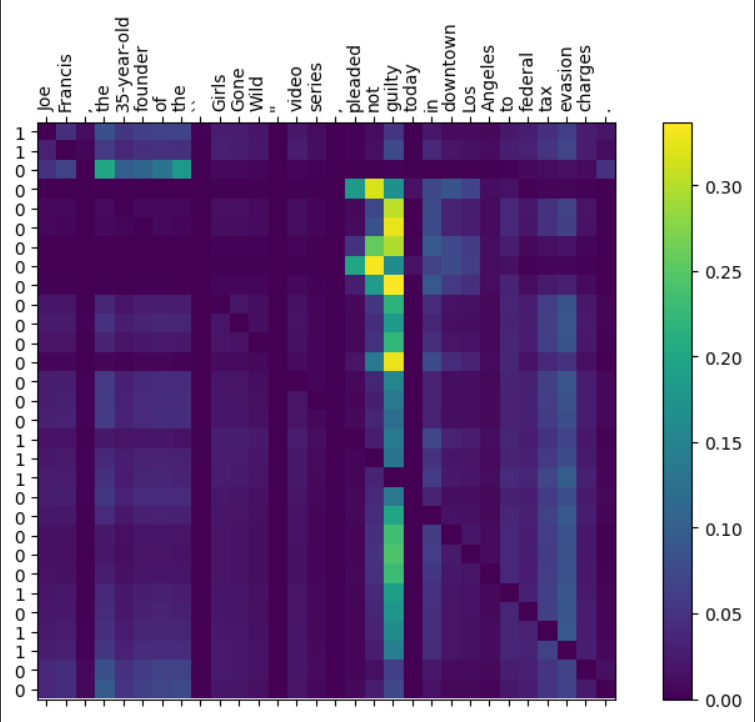 Joe
Francis
,
the
35-year-old
founder
of
the
``
Girls
Gone
Wild
''
video
series
,
pleaded
not
guilty
today
in
downtown
Los
Angeles
to
federal
tax
evasion
charges
.
1
1
0
0
0
0
0
0
0
0
0
0
0
0
0
0
1
1
1
0
0
0
0
0
1
0
1
1
0
0
0.30
0.25
0.20
0.15
0.10
0.05
0.00